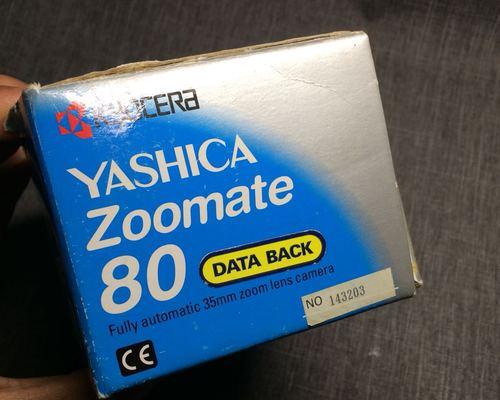 KYOCERA
YASHICA
Zoomate
80 DATA BACK
Fully automatic 35mm zoom lens camera
NO 143203
CE